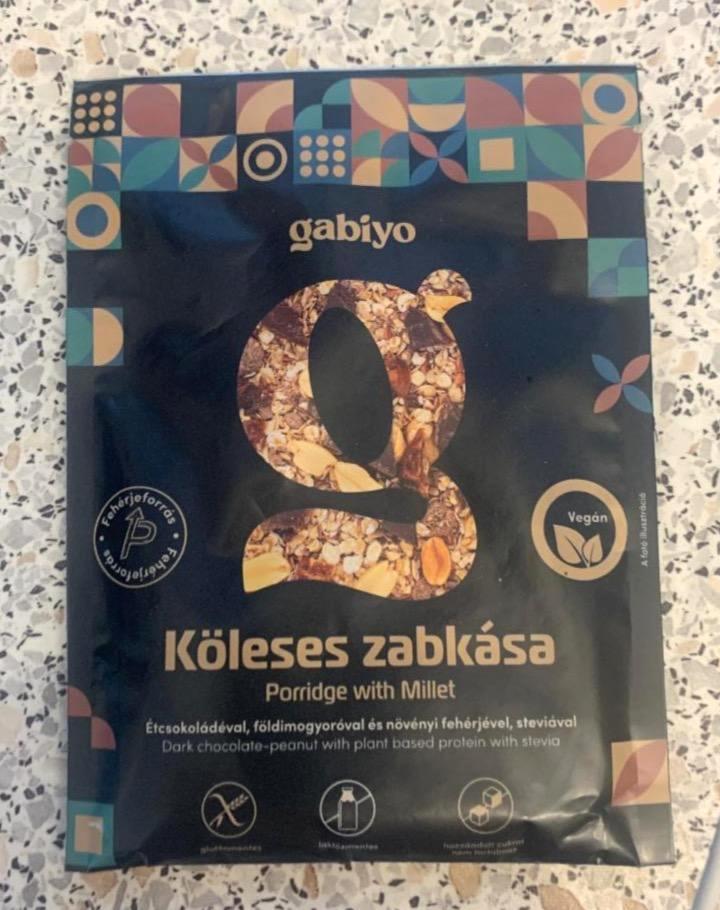 gabiyo
Fehérjeforrás • Fehérjeforrás •
Vegán
A fotó illusztráció
Köleses zabkása
Porridge with Millet
Étcsokoládéval, földimogyoróval és növényi fehérjével, steviával
Dark chocolate-peanut with plant based protein with stevia
gluténmentes
laktózmentes
hozzáadott cukrot
nem tartalmaz